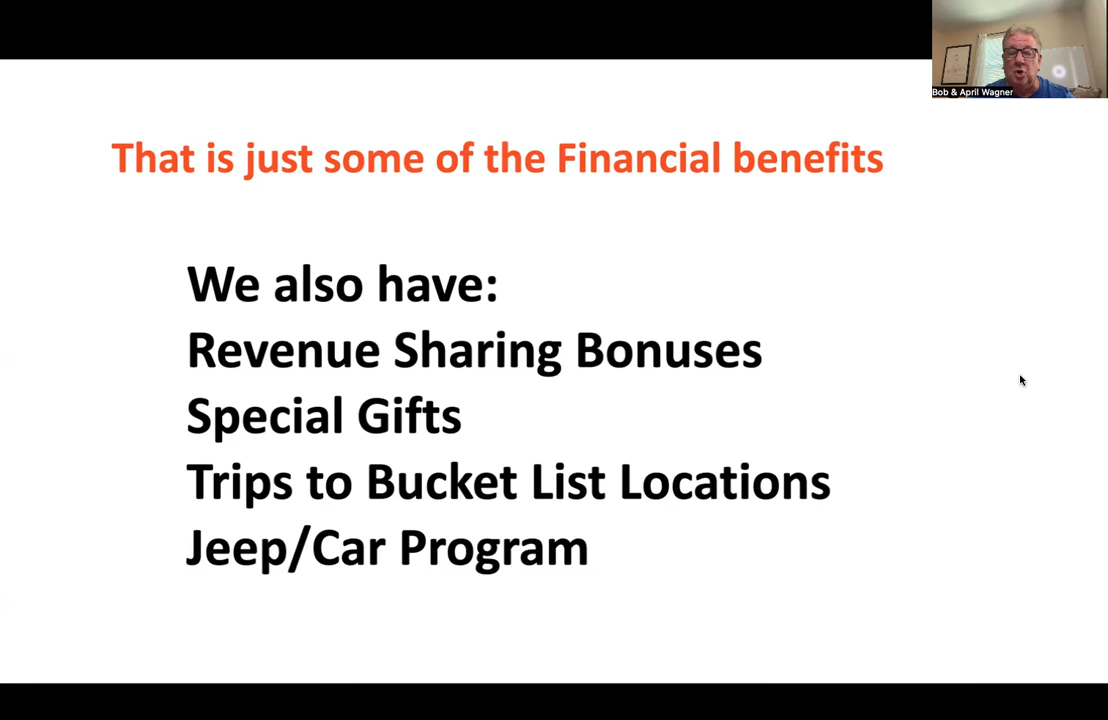 Bob & April Wagner
That is just some of the Financial benefits
We also have:
Revenue Sharing Bonuses
Special Gifts
Trips to Bucket List Locations
Jeep/Car Program